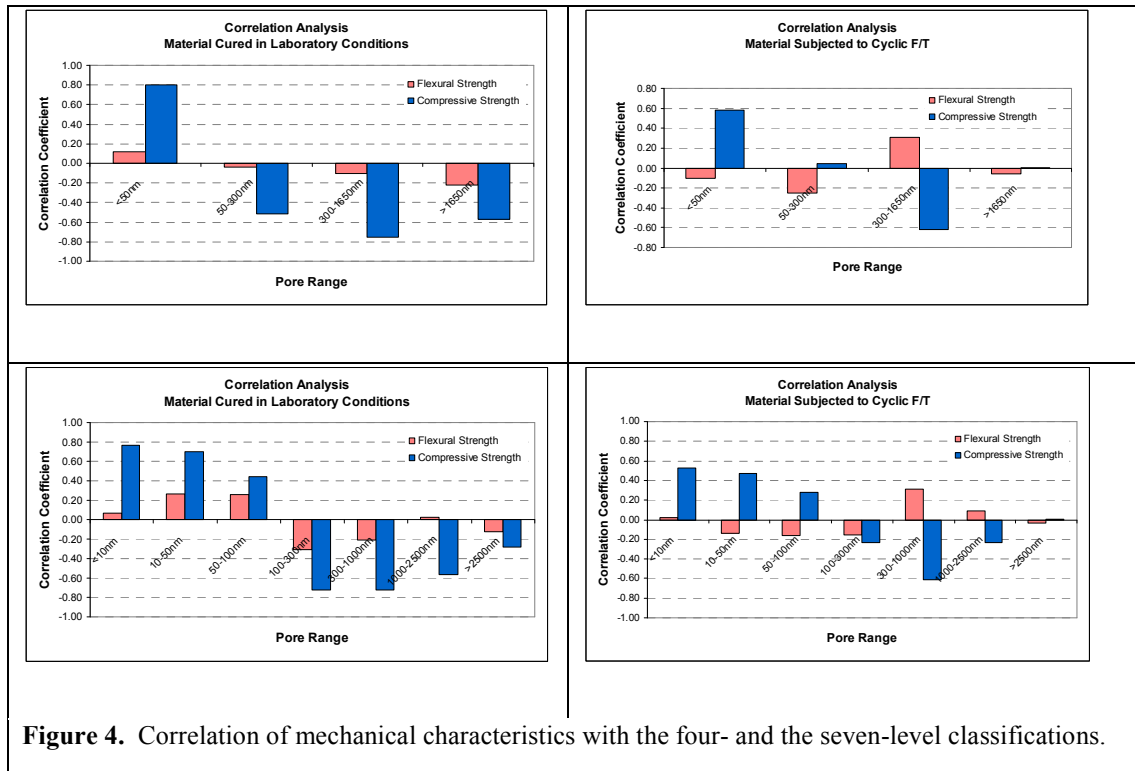 Correlation Analysis
Material Cured in Laboratory Conditions
Correlation Coefficient
1.00
0.80
0.60
0.40
0.20
0.00
-0.20
-0.40
-0.60
-0.80
-1.00
Flexural Strength
Compressive Strength
<50nm
50-300nm
300-1650nm
>1650nm
Pore Range
Correlation Analysis
Material Subjected to Cyclic F/T
Correlation Coefficient
0.80
0.60
0.40
0.20
0.00
-0.20
-0.40
-0.60
-0.80
Flexural Strength
Compressive Strength
<50nm
50-300nm
300-1650nm
>1650nm
Pore Range
Correlation Analysis
Material Cured in Laboratory Conditions
Correlation Coefficient
1.00
0.80
0.60
0.40
0.20
0.00
-0.20
-0.40
-0.60
-0.80
-1.00
Flexural Strength
Compressive Strength
<10nm
10-50nm
50-100nm
100-300nm
300-1000nm
1000-2500nm
>2500nm
Pore Range
Correlation Analysis
Material Subjected to Cyclic F/T
Correlation Coefficient
1.00
0.80
0.60
0.40
0.20
0.00
-0.20
-0.40
-0.60
-0.80
-1.00
Flexural Strength
Compressive Strength
<10nm
10-50nm
50-100nm
100-300nm
300-1000nm
1000-2500nm
>2500nm
Pore Range
Figure 4. Correlation of mechanical characteristics with the four- and the seven-level classifications.